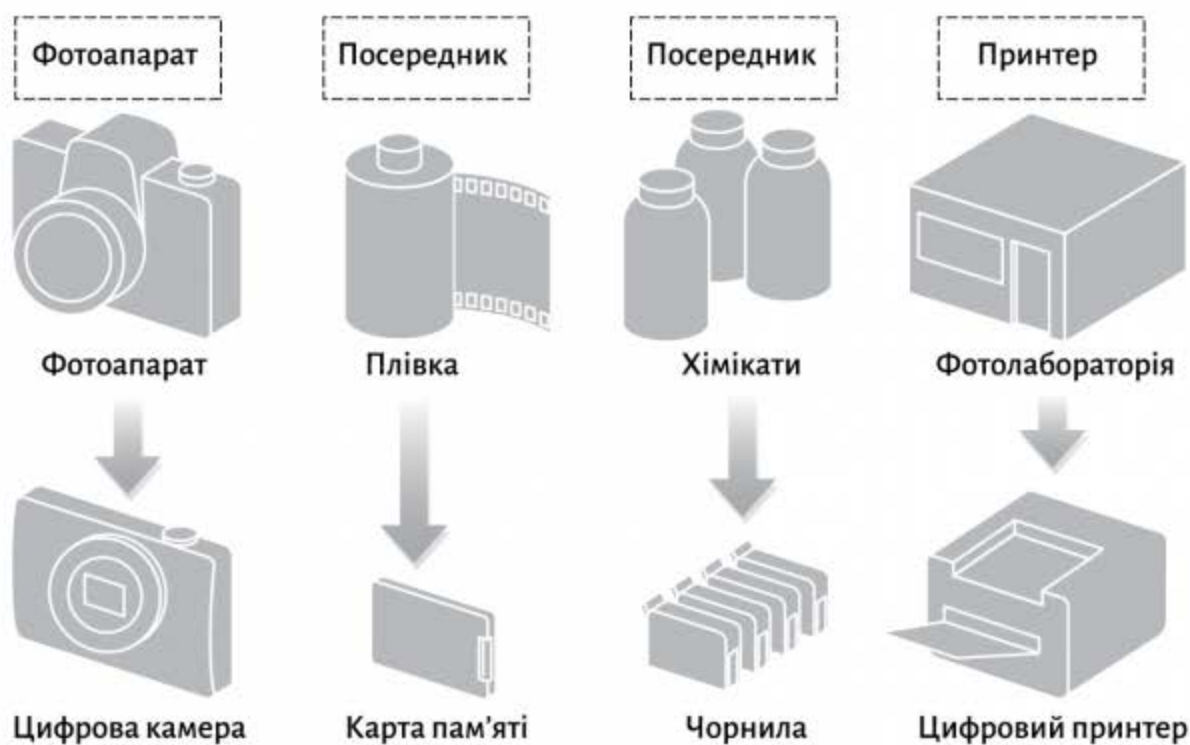 Фотоапарат
Посередник
Посередник
Принтер
Фотоапарат
Плівка
Хімікати
Фотолабораторія
Цифрова камера
Карта пам'яті
Чорнила
Цифровий принтер